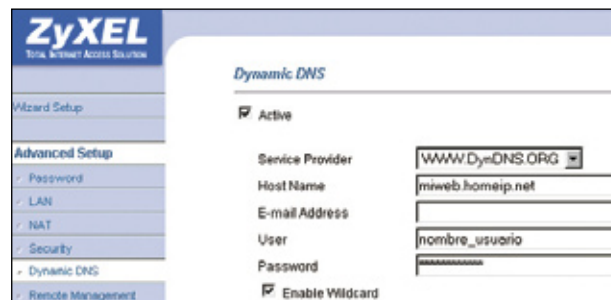 ZyXEL
TOTAL INTERNET ACCESS SOLUTION
Wizard Setup
Advanced Setup
Password
LAN
NAT
Security
Dynamic DNS
Remote Management
Dynamic DNS
Active
Service Provider WWW.DynDNS.ORG
Host Name miweb.homeip.net
E-mail Address
User nombre_usuario
Password ************
Enable Wildcard